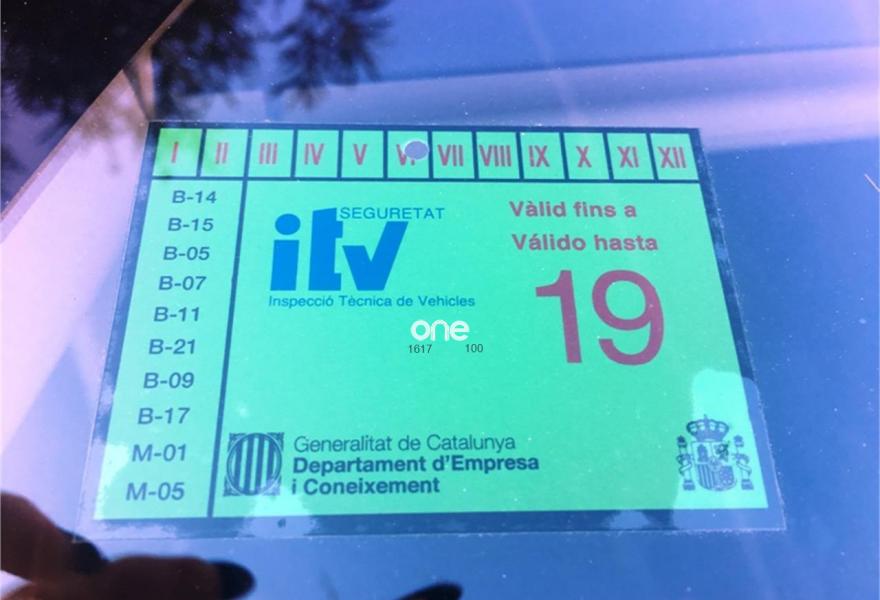 I II III IV V VI VII VIII IX X XI XII
B-14
B-15
B-05
B-07
B-11
B-21
B-09
B-17
M-01
M-05
SEGURETAT
itv
Inspecció Tècnica de Vehicles
Vàlid fins a
Válido hasta
19
one
1617 100
Generalitat de Catalunya
Departament d'Empresa
i Coneixement